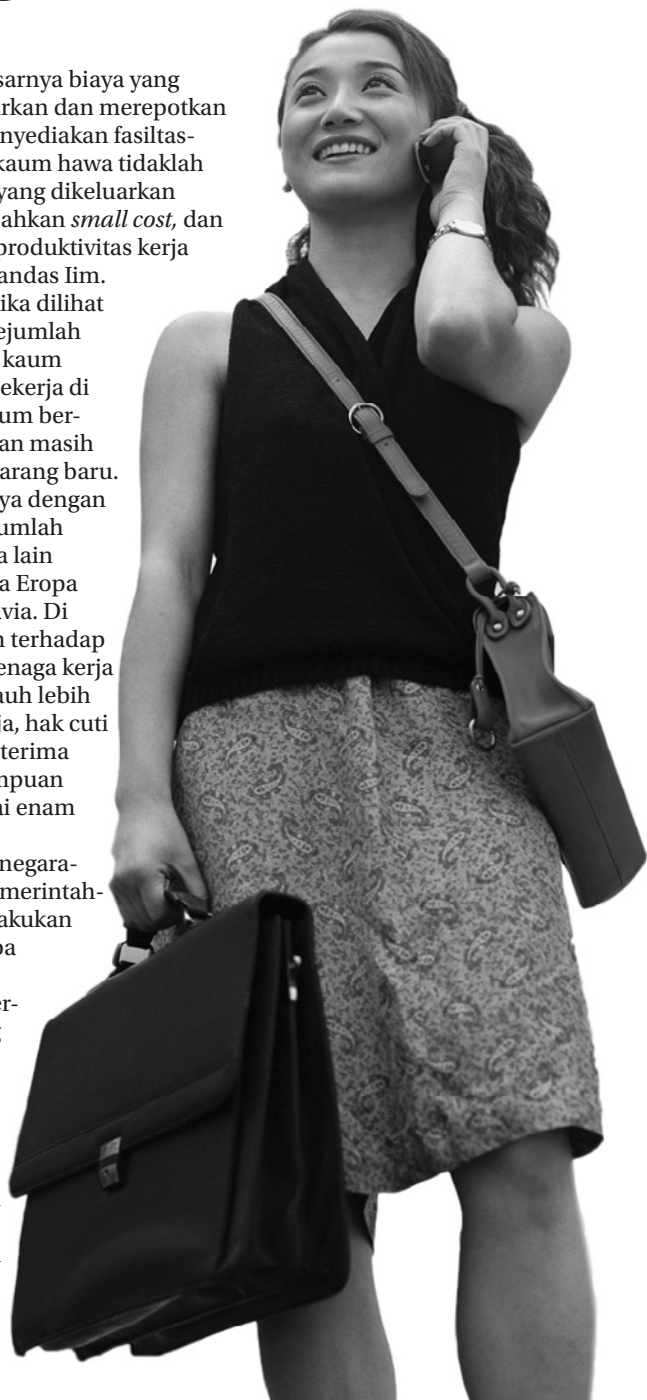 sarnya biaya yang
rkan dan merepotkan
nyediakan fasiltas-
kaum hawa tidaklah
yang dikeluarkan
ahkan small cost, dan
produktivitas kerja
andas Iim.
ika dilihat
ejumlah
kaum
ekerja di
um ber-
an masih
arang baru.
ya dengan
umlah
a lain
a Eropa
via. Di
n terhadap
enaga kerja
auh lebih
ja, hak cuti
terima
mpuan
ai enam
negara-
merintah-
akukan
pa
er-